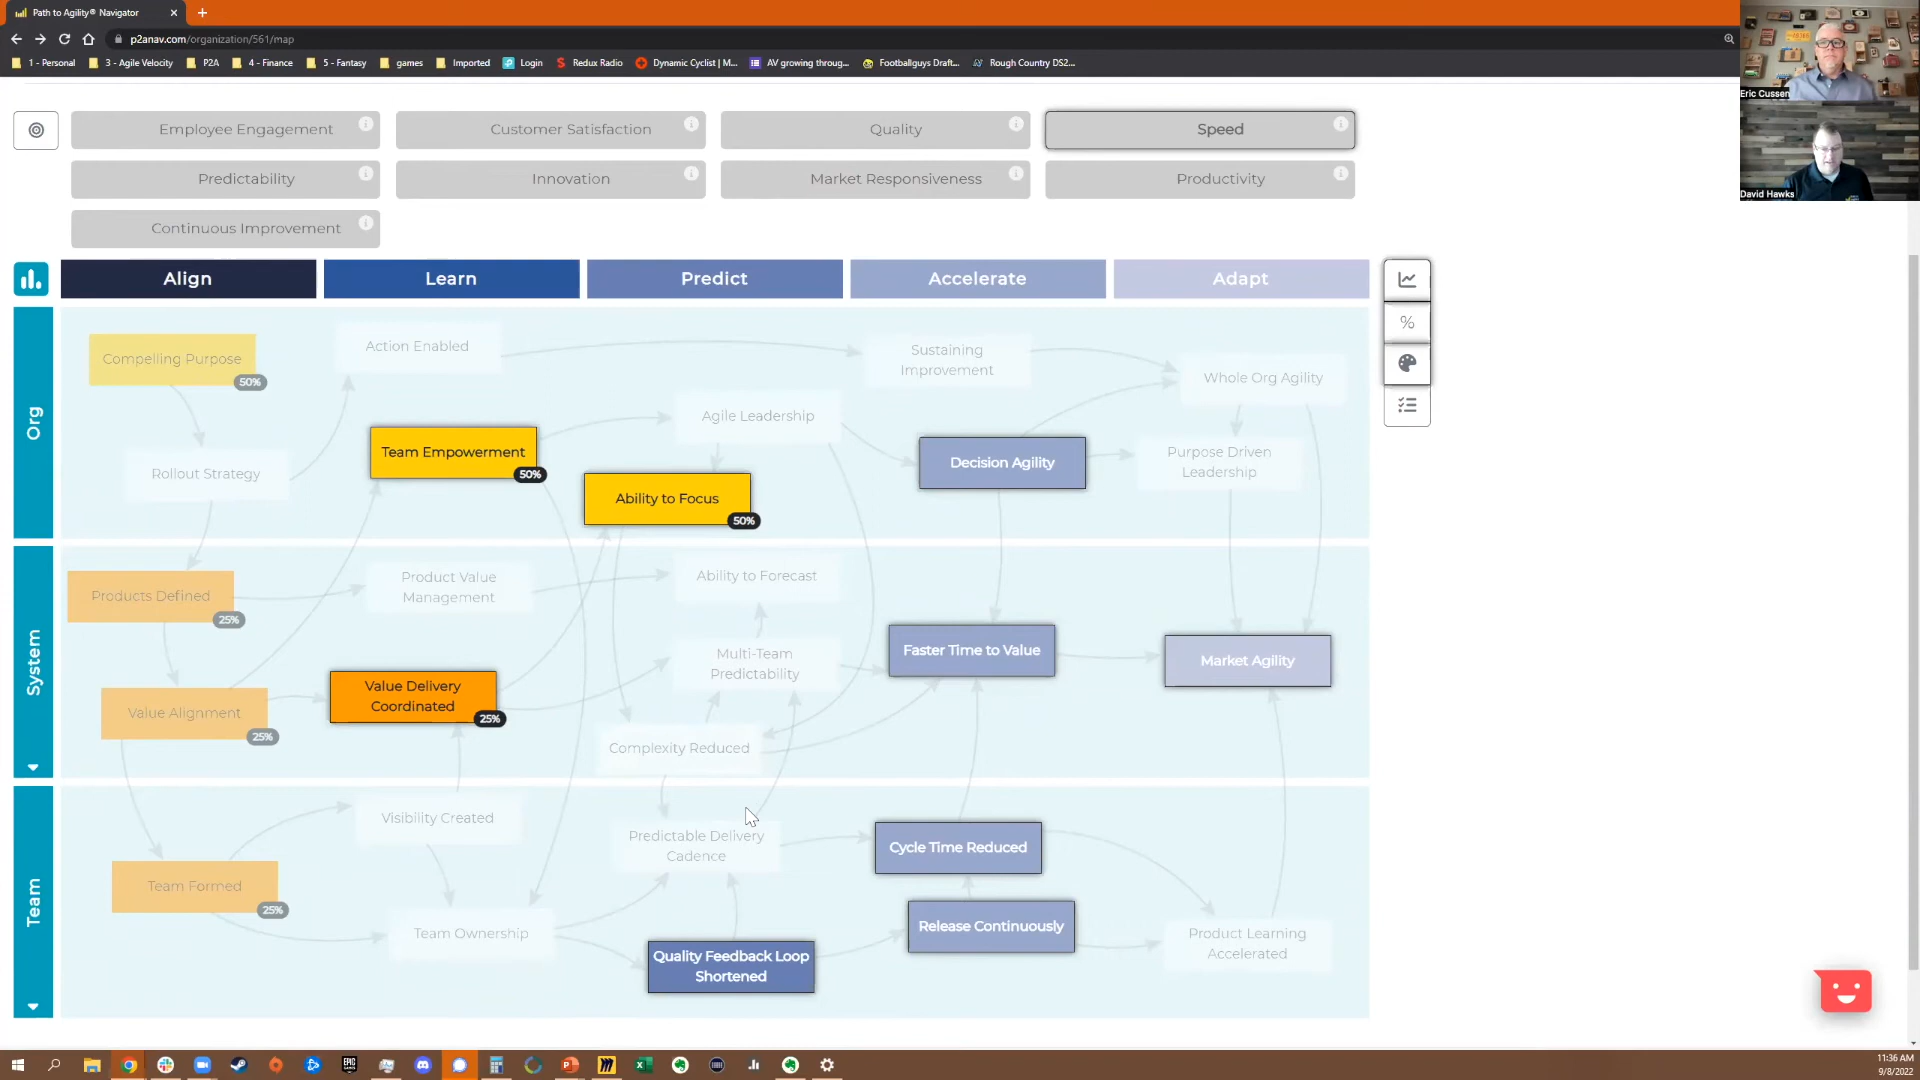 Path to Agility® Navigator
p2anav.com/organization/561/map
1 - Personal
3 - Agile Velocity
P2A
4 - Finance
5 - Fantasy
games
Imported
Login
Redux Radio
Dynamic Cyclist | M...
AV growing throug...
Footballguys Draft...
Rough Country DS2...
Eric Cussen
David Hawks
Employee Engagement
Customer Satisfaction
Quality
Speed
Predictability
Innovation
Market Responsiveness
Productivity
Continuous Improvement
Align
Learn
Predict
Accelerate
Adapt
%
Org
Compelling Purpose
50%
Action Enabled
Sustaining
Improvement
Whole Org Agility
Team Empowerment
50%
Agile Leadership
Rollout Strategy
Ability to Focus
50%
Decision Agility
Purpose Driven
Leadership
System
Products Defined
25%
Product Value
Management
Ability to Forecast
Multi-Team
Predictability
Faster Time to Value
Market Agility
Value Alignment
25%
Value Delivery
Coordinated
25%
Complexity Reduced
Team
Visibility Created
Predictable Delivery
Cadence
Cycle Time Reduced
Team Formed
25%
Team Ownership
Quality Feedback Loop
Shortened
Release Continuously
Product Learning
Accelerated
11:36 AM
9/8/2022